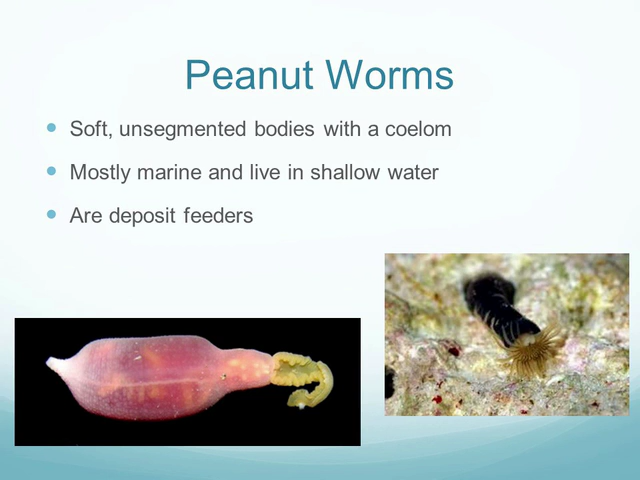 Peanut Worms
Soft, unsegmented bodies with a coelom
Mostly marine and live in shallow water
Are deposit feeders